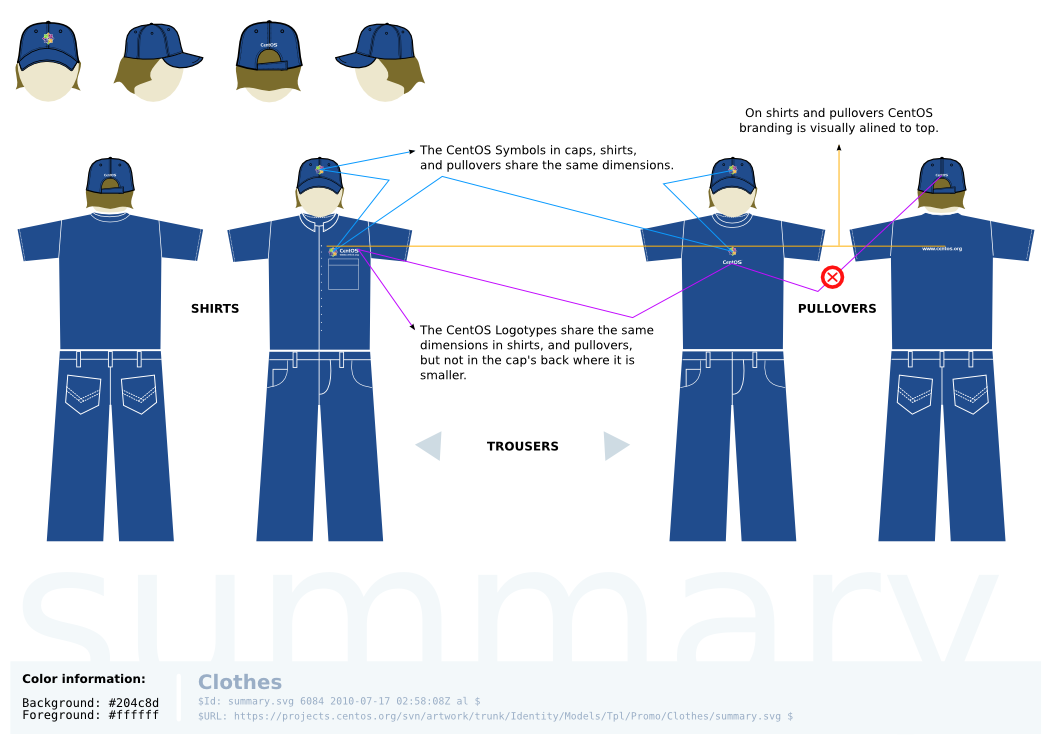 CentOS
On shirts and pullovers CentOS
branding is visually alined to top.
The CentOS Symbols in caps, shirts,
and pullovers share the same dimensions.
CentOS
CentOS
CentOS
www.centos.org
CentOS
SHIRTS
PULLOVERS
The CentOS Logotypes share the same
dimensions in shirts, and pullovers,
but not in the cap's back where it is
smaller.
TROUSERS
summary
Color information:
Background: #204c8d
Foreground: #ffffff
Clothes
$Id: summary.svg 6084 2010-07-17 02:58:08Z al $
$URL: https://projects.centos.org/svn/artwork/trunk/Identity/Models/Tpl/Promo/Clothes/summary.svg $